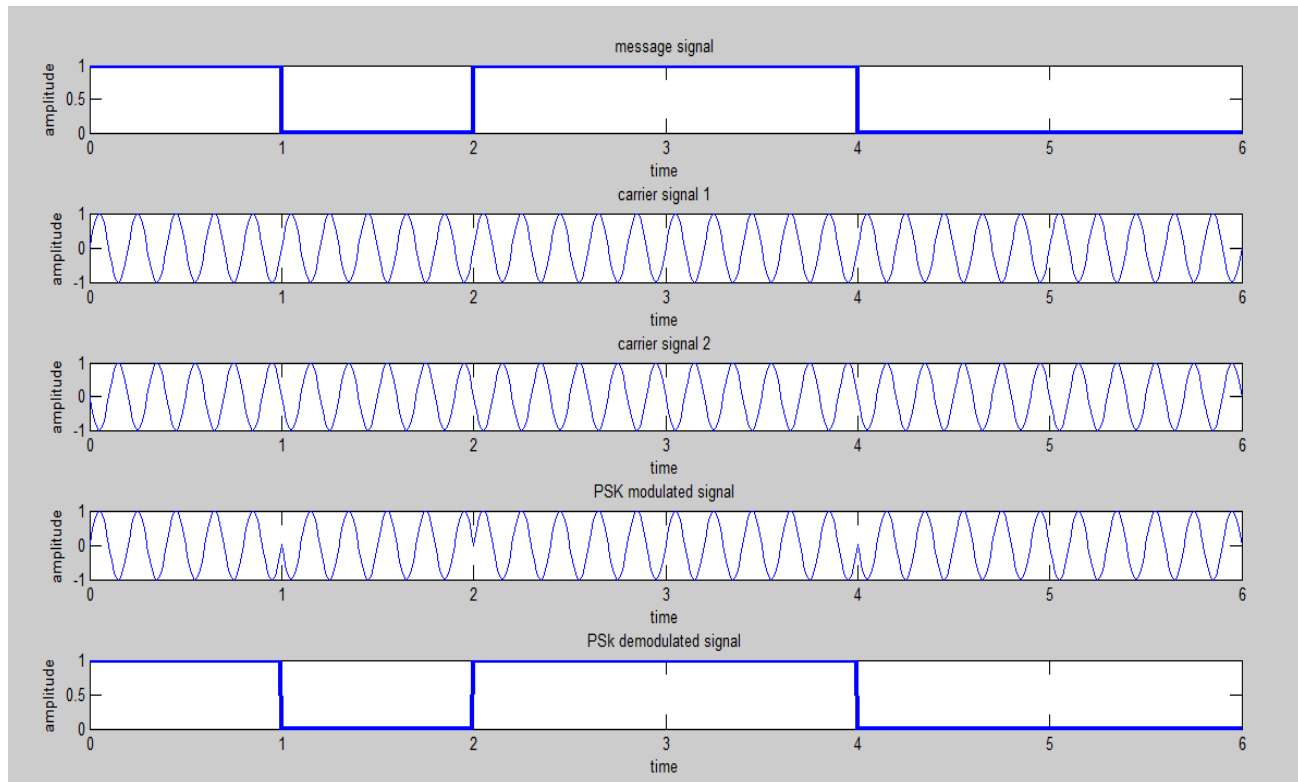 message signal
amplitude
1
0.5
0
0 1 2 3 4 5 6
time
carrier signal 1
amplitude
1
0
-1
0 1 2 3 4 5 6
time
carrier signal 2
amplitude
1
0
-1
0 1 2 3 4 5 6
time
PSK modulated signal
amplitude
1
0
-1
0 1 2 3 4 5 6
time
PSk demodulated signal
amplitude
1
0.5
0
0 1 2 3 4 5 6
time